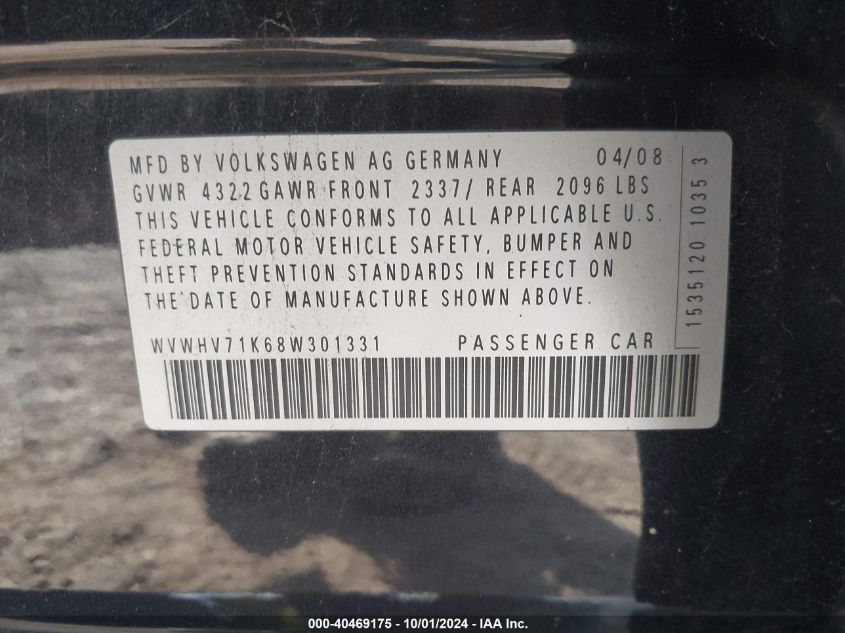 MFD BY VOLKSWAGEN AG GERMANY 04/08
GVWR 4322 GAWR FRONT 2337/ REAR 2096 LBS
THIS VEHICLE CONFORMS TO ALL APPLICABLE U.S.
FEDERAL MOTOR VEHICLE SAFETY, BUMPER AND
THEFT PREVENTION STANDARDS IN EFFECT ON
THE DATE OF MANUFACTURE SHOWN ABOVE.
WVWHV71K68W301331 PASSENGER CAR
1535120 1035 3
000-40469175 - 10/01/2024 - IAA Inc.